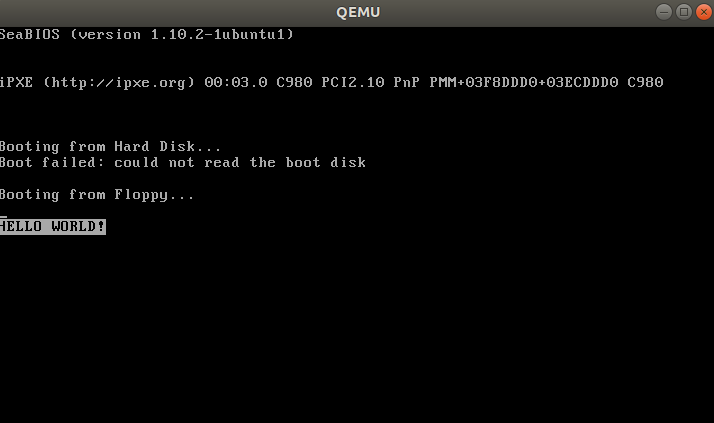 QEMU
SeaBIOS (version 1.10.2-1ubuntu1)
iPXE (http://ipxe.org) 00:03.0 C980 PCI2.10 PnP PMM+03F8DDD0+03ECDDD0 C980
Booting from Hard Disk...
Boot failed: could not read the boot disk
Booting from Floppy...
HELLO WORLD!